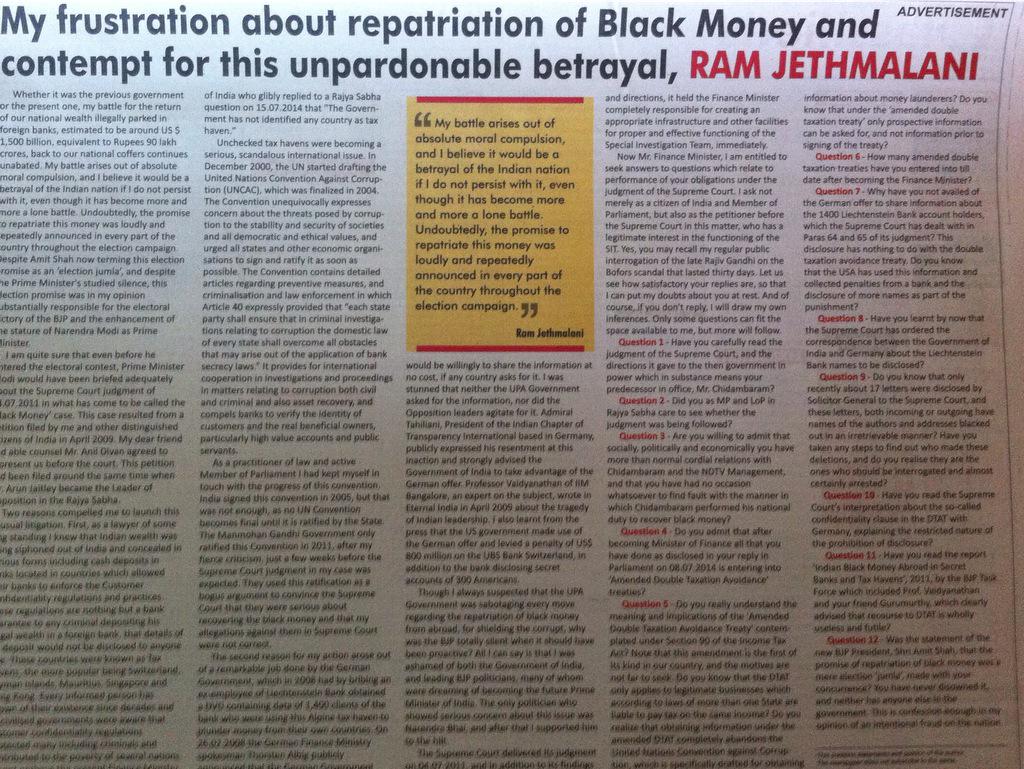 ADVERTISEMENT
My frustration about repatriation of Black Money and
contempt for this unpardonable betrayal, RAM JETHMALANI
Whether it was the previous government
or the present one, my battle for the return
of our national wealth illegally parked in
foreign banks, estimated to be around US $
1,500 billion, equivalent to Rupees 90 lakh
crores, back to our national offers continues
unabated. My battle arises out of absolute
moral compulsion, and I believe it would be a
betrayal of the Indian nation if I do not persist
with it, even though it has become more and
more a lone battle. Undoubtedly, the promise
to repatriate this money was loudly and
repeatedly announced in every part of the
country throughout the election campaign.
Despite Amit Shah now terming this election
promise as an 'election jumla', and despite
the Prime Minister's studied silence, this
election promise was in my opinion
substantially responsible for the electoral
ctory of the BJP and the enhancement of
e stature of Narendra Modi as Prime
inister.
I am quite sure that even before he
ntered the electoral contest, Prime Minister
odi would have been briefed adequately
out the Supreme Court judgment of
.07.2011 in what has come to be called the
lack Money' case. This case resulted from a
etition filed by me and other distinguished
izens of India in April 2009. My dear friend
d able counsel Mr. Anil Divan agreed to
present us before the court. This petition
d been filed around the same time when
. Arun Jaitley became the Leader of
pposition in the Rajya Sabha.
Two reasons compelled me to launch this
usual litigation. First, as a lawyer of some
g standing I knew that Indian wealth was
ng siphoned out of India and concealed in
ious forms including cash deposits in
ks located in countries which allowed
r banks to enforce the Customer
nfidentiality regulations and practices.
se regulations are nothing but a bank
arantee to any criminal depositing his
gal wealth in a foreign bank, that details of
deposit would not be disclosed to anyone
These countries were known as Tax
ens, the more popular being Switzerland,
yman Islands, Mauritius, Singapore and
g Kong. Every informed person has
wn of their existence since decades and
civilised governments were aware that
tomer confidentiality regulations
tected many including criminals and
ntributed to the poverty of several nations
of India who glibly replied to a Rajya Sabha
question on 15.07.2014 that "The Govern-
ment has not identified any country as tax
haven."
Unchecked tax havens were becoming a
serious, scandalous international issue. In
December 2000, the UN started drafting the
United Nations Convention Against Corrup-
tion (UNCAC), which was finalized in 2004.
The Convention unequivocally expresses
concern about the threats posed by corrup-
tion to the stability and security of societies
and all democratic and ethical values, and
urged all states and other economic organi-
sations to sign and ratify it as soon as
possible. The Convention contains detailed
articles regarding preventive measures, and
criminalisation and law enforcement in which
Article 40 expressly provided that "each state
party shall ensure that in criminal investiga-
tions relating to corruption the domestic law
of every state shall overcome all obstacles
that may arise out of the application of bank
secrecy laws." It provides for international
cooperation in investigations and proceedings
in matters relating to corruption both civil
and criminal and also asset recovery, and
compels banks to verify the identity of
customers and the real beneficial owners,
particularly high value accounts and public
servants.
As a practitioner of law and active
Member of Parliament I had kept myself in
touch with the progress of this convention.
India signed this convention in 2005, but that
was not enough, as no UN Convention
becomes final until it is ratified by the State.
The Manmohan Gandhi Government only
ratified this Convention in 2011, after my
fierce criticism, just a few weeks before the
Supreme Court judgment in my case was
expected. They used this ratification as a
bogus argument to convince the Supreme
Court that they were serious about
recovering the black money and that my
allegations against them in Supreme Court
were not correct.
The second reason for my action arose out
of a remarkable job done by the German
Government, which in 2008 had by bribing an
ex-employee of Liechtenstein Bank obtained
a DVD containing data of 1,400 clients of the
bank who were using this Alpine tax haven to
plunder money from their own countries. On
26.02.2008 the German Finance Ministry
spokesman Thorsten Albig publicly
announced that the German Government
“ My battle arises out of
absolute moral compulsion,
and I believe it would be a
betrayal of the Indian nation
if I do not persist with it, even
though it has become more
and more a lone battle.
Undoubtedly, the promise to
repatriate this money was
loudly and repeatedly
announced in every part of
the country throughout the
election campaign. ”
Ram Jethmalani
would be willingly to share the information at
no cost, if any country asks for it. I was
stunned that neither the UPA Government
asked for the information, nor did the
Opposition leaders agitate for it. Admiral
Tahiliani, President of the Indian Chapter of
Transparency International based in Germany,
publicly expressed his resentment at this
inaction and strongly advised the
Government of India to take advantage of the
German offer. Professor Vaidyanathan of IIM
Bangalore, an expert on the subject, wrote in
Eternal India in April 2009 about the tragedy
of Indian leadership. I also learnt from the
press that the US government made use of
the German offer and levied a penalty of US$
800 million on the UBS Bank Switzerland, in
addition to the bank disclosing secret
accounts of 300 Americans.
Though I always suspected that the UPA
Government was sabotaging every move
regarding the repatriation of black money
from abroad, for shielding the corrupt, why
was the BJP totally silent when it should have
been proactive? All I can say is that I was
ashamed of both the Government of India,
and leading BJP politicians, many of whom
were dreaming of becoming the future Prime
Minister of India. The only politician who
showed serious concern about this issue was
Narendra Bhai, and after that I supported him
to the hilt.
The Supreme Court delivered its judgment
on 04.07.2011, and in addition to its findings
and directions, it held the Finance Minister
completely responsible for creating an
appropriate infrastructure and other facilities
for proper and effective functioning of the
Special Investigation Team, immediately.
Now Mr. Finance Minister, I am entitled to
seek answers to questions which relate to
performance of your obligations under the
judgment of the Supreme Court. I ask not
merely as a citizen of India and Member of
Parliament, but also as the petitioner before
the Supreme Court in this matter, who has a
legitimate interest in the functioning of the
SIT. Yes, you may recall my regular public
interrogation of the late Rajiv Gandhi on the
Bofors scandal that lasted thirty days. Let us
see how satisfactory your replies are, so that
I can put my doubts about you at rest. And of
course, if you don't reply, I will draw my own
inferences. Only some questions can fit the
space available to me, but more will follow.
Question 1 - Have you carefully read the
judgment of the Supreme Court, and the
directions it gave to the then government in
power which in substance means your
predecessor in office, Mr. Chidambaram?
Question 2 - Did you as MP and LoP in
Rajya Sabha care to see whether the
judgment was being followed?
Question 3 - Are you willing to admit that
socially, politically and economically you have
more than normal cordial relations with
Chidambaram and the NDTV Management,
and that you have had no occasion
whatsoever to find fault with the manner in
which Chidambaram performed his national
duty to recover black money?
Question 4 - Do you admit that after
becoming Minister of Finance all that you
have done as disclosed in your reply in
Parliament on 08.07.2014 is entering into
'Amended Double Taxation Avoidance'
treaties?
Question 5 - Do you really understand the
meaning and implications of the 'Amended
Double Taxation Avoidance Treaty' contem-
plated under Section 90 of the Income Tax
Act? Note that this amendment is the first of
its kind in our country, and the motives are
not far to seek. Do you know that the DTAT
only applies to legitimate businesses which
according to laws of more than one State are
liable to pay tax on the same income? Do you
realize that obtaining information under the
amended DTAT completely abandons the
United Nations Convention against Corrup-
tion, which is specifically drafted for obtaining
information about money launderers? Do you
know that under the 'amended double
taxation treaty' only prospective information
can be asked for, and not information prior to
signing of the treaty?
Question 6 - How many amended double
taxation treaties have you entered into till
date after becoming the Finance Minister?
Question 7 - Why have you not availed of
the German offer to share information about
the 1400 Liechtenstein Bank account holders,
which the Supreme Court has dealt with in
Paras 64 and 65 of its judgment? This
disclosure has nothing to do with the double
taxation avoidance treaty. Do you know
that the USA has used this information and
collected penalties from a bank and the
disclosure of more names as part of the
punishment?
Question 8 - Have you learnt by now that
the Supreme Court has ordered the
correspondence between the Government of
India and Germany about the Liechtenstein
Bank names to be disclosed?
Question 9 - Do you know that only
recently about 17 letters were disclosed by
Solicitor General to the Supreme Court, and
these letters, both incoming or outgoing have
names of the authors and addresses blacked
out in an irretrievable manner? Have you
taken any steps to find out who made these
deletions, and do you realise they are the
ones who should be interrogated and almost
certainly arrested?
Question 10 - Have you read the Supreme
Court's interpretation about the so-called
confidentiality clause in the DTAT with
Germany, explaining the restricted nature of
the prohibition of disclosure?
Question 11 - Have you read the report
'Indian Black Money Abroad in Secret
Banks and Tax Havens', 2011, by the BJP Task
Force which included Prof. Vaidyanathan
and your friend Gurumurthy, which clearly
advised that recourse to DTAT is wholly
useless and futile?
Question 12 - Was the statement of the
new BJP President, Shri Amit Shah, that the
promise of repatriation of black money was a
mere election 'jumla', made with your
concurrence? You have never disowned it,
and neither has anyone else in the
government. This is confession enough in my
opinion of an intentional fraud on the nation